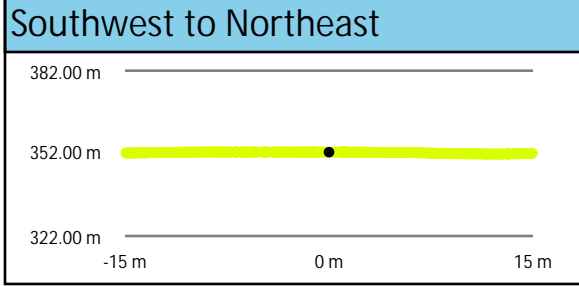 Southwest to Northeast
382.00 m
352.00 m
322.00 m
-15 m 0 m 15 m